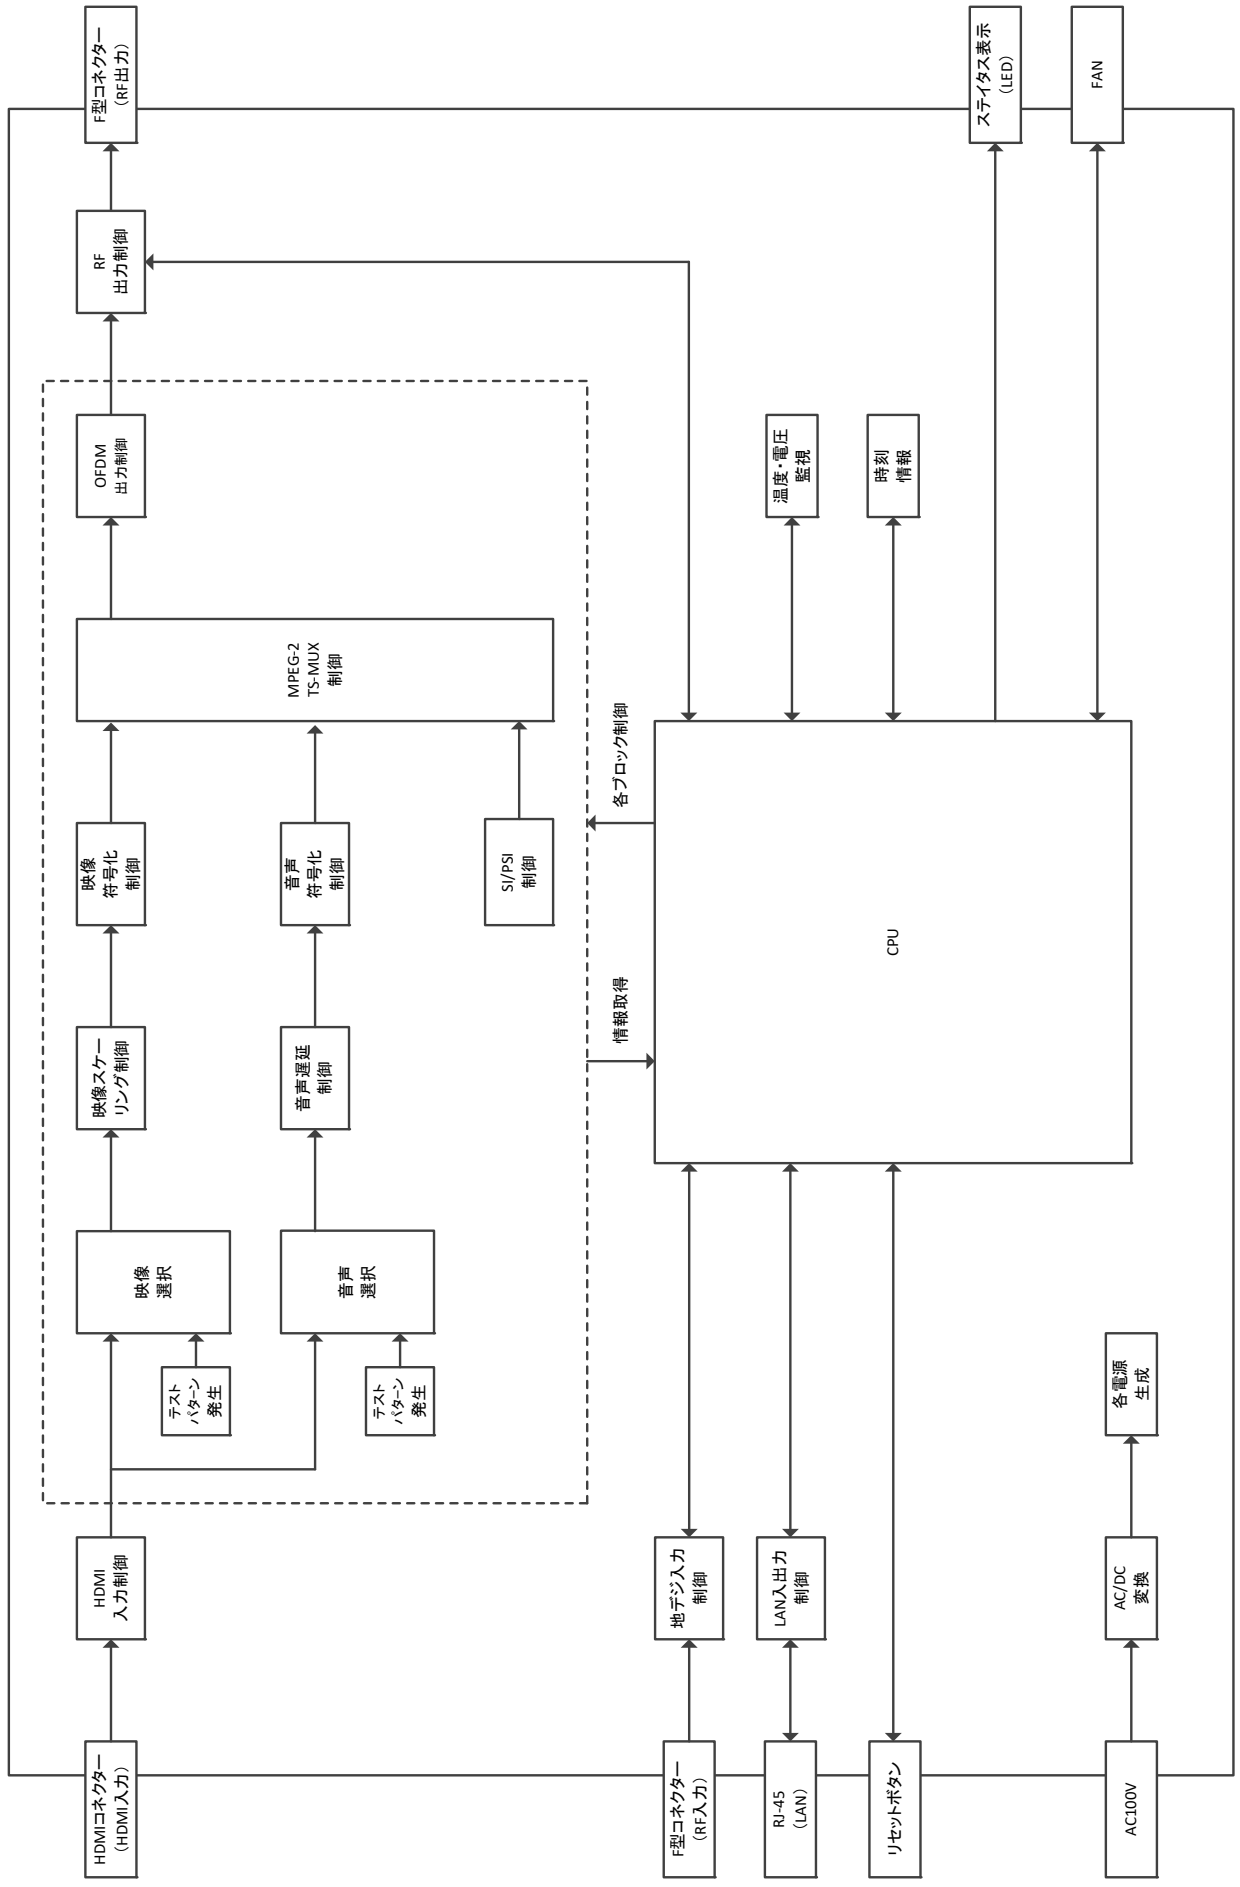 HDMIコネクター
（HDMI入力）
HDMI
入力制御
テスト
パターン
発生
映像
選択
映像スケー
リング制御
映像
符号化
制御
テスト
パターン
発生
音声
選択
音声遅延
制御
音声
符号化
制御
SI/PSI
制御
MPEG-2
TS-MUX
制御
OFDM
出力制御
RF
出力制御
F型コネクター
（RF出力）
情報取得
各ブロック制御
F型コネクター
（RF入力）
地デジ入力
制御
RJ-45
（LAN）
LAN入出力
制御
リセットボタン
CPU
温度・電圧
監視
時刻
情報
ステイタス表示
（LED）
FAN
AC100V
AC/DC
変換
各電源
生成